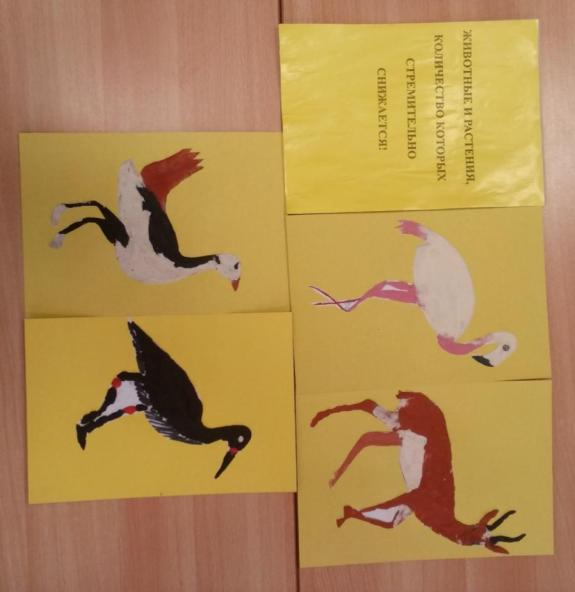 ЖИВОТНЫЕ И РАСТЕНИЯ,
КОЛИЧЕСТВО КОТОРЫХ
СТРЕМИТЕЛЬНО
СНИЖАЕТСЯ!